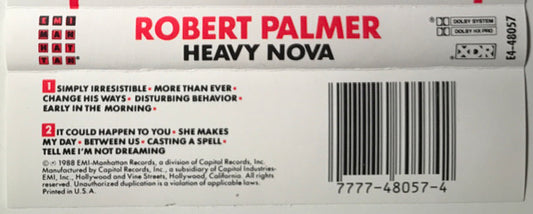 EMI
MAN
HAT
TAN®
ROBERT PALMER
HEAVY NOVA
DOLBY SYSTEM
DOLBY HX PRO
XDR
E4-48057
1 SIMPLY IRRESISTIBLE • MORE THAN EVER •
CHANGE HIS WAYS • DISTURBING BEHAVIOR •
EARLY IN THE MORNING •
2 IT COULD HAPPEN TO YOU • SHE MAKES
MY DAY • BETWEEN US • CASTING A SPELL •
TELL ME I'M NOT DREAMING
© ℗ 1988 EMI-Manhattan Records, a division of Capitol Records, Inc.
Manufactured by Capitol Records, Inc., a subsidiary of Capitol Industries-
EMI, Inc., Hollywood and Vine Streets, Hollywood, California. All rights
reserved. Unauthorized duplication is a violation of applicable laws.
Printed in U.S.A.
7777-48057-4